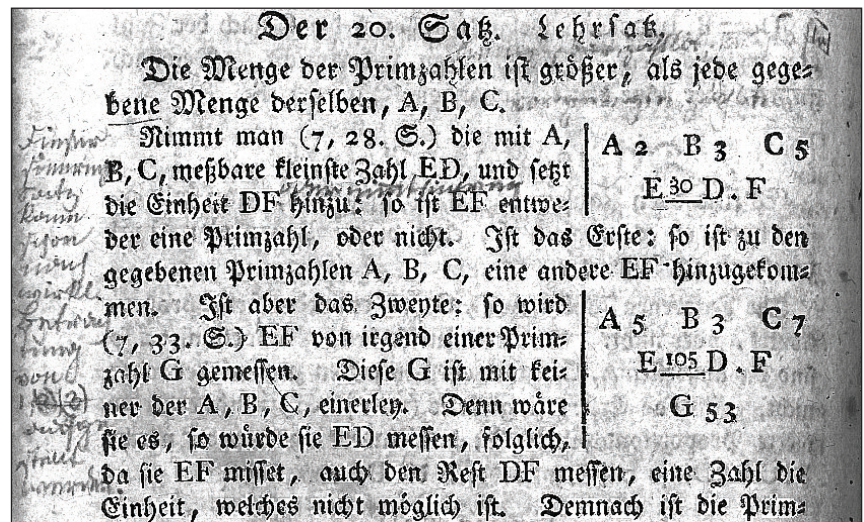 Der 20. Satz. Lehrsatz.
Die Menge der Primzahlen ist größer, als jede gege=
bene Menge derselben, A, B, C.
Nimmt man (7, 28. S.) die mit A,
B, C, meßbare kleinste Zahl ED, und setzt
die Einheit DF hinzu: so ist EF entwe=
A 2 B 3 C 5
E 30 D . F
der eine Primzahl, oder nicht. Ist das Erste: so ist zu den
gegebenen Primzahlen A, B, C, eine andere EF hinzugekom=
men. Ist aber das Zweyte: so wird
(7, 33. S.) EF von irgend einer Prim=
zahl G gemessen. Diese G ist mit kei=
ner der A, B, C, einerley. Denn wäre
sie es, so würde sie ED messen, folglich,
A 5 B 3 C 7
E 105 D . F
G 53
da sie EF misset, auch den Rest DF messen, eine Zahl die
Einheit, welches nicht möglich ist. Demnach ist die Prim=